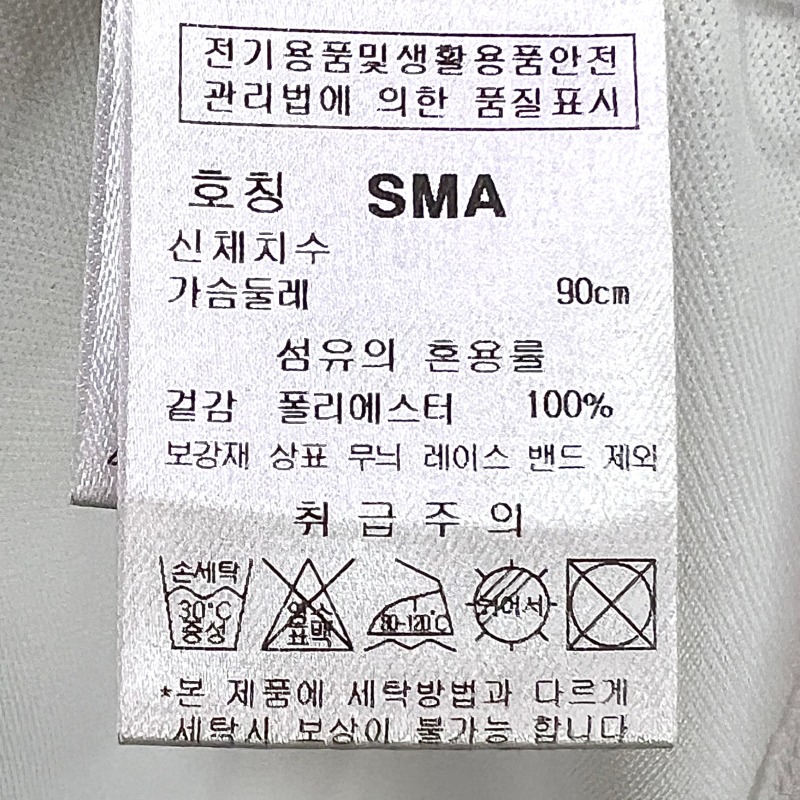 전기용품및생활용품안전
관리법에 의한 품질표시
호칭 SMA
신체치수
가슴둘레 90cm
섬유의 혼용률
겉감 폴리에스터 100%
보강재 상표 무늬 레이스 밴드 제외
취급주의
손세탁
30°C
중성
염소
표백
80-120°C
뉘어서
*본 제품에 세탁방법과 다르게
세탁시 보상이 불가능 합니다